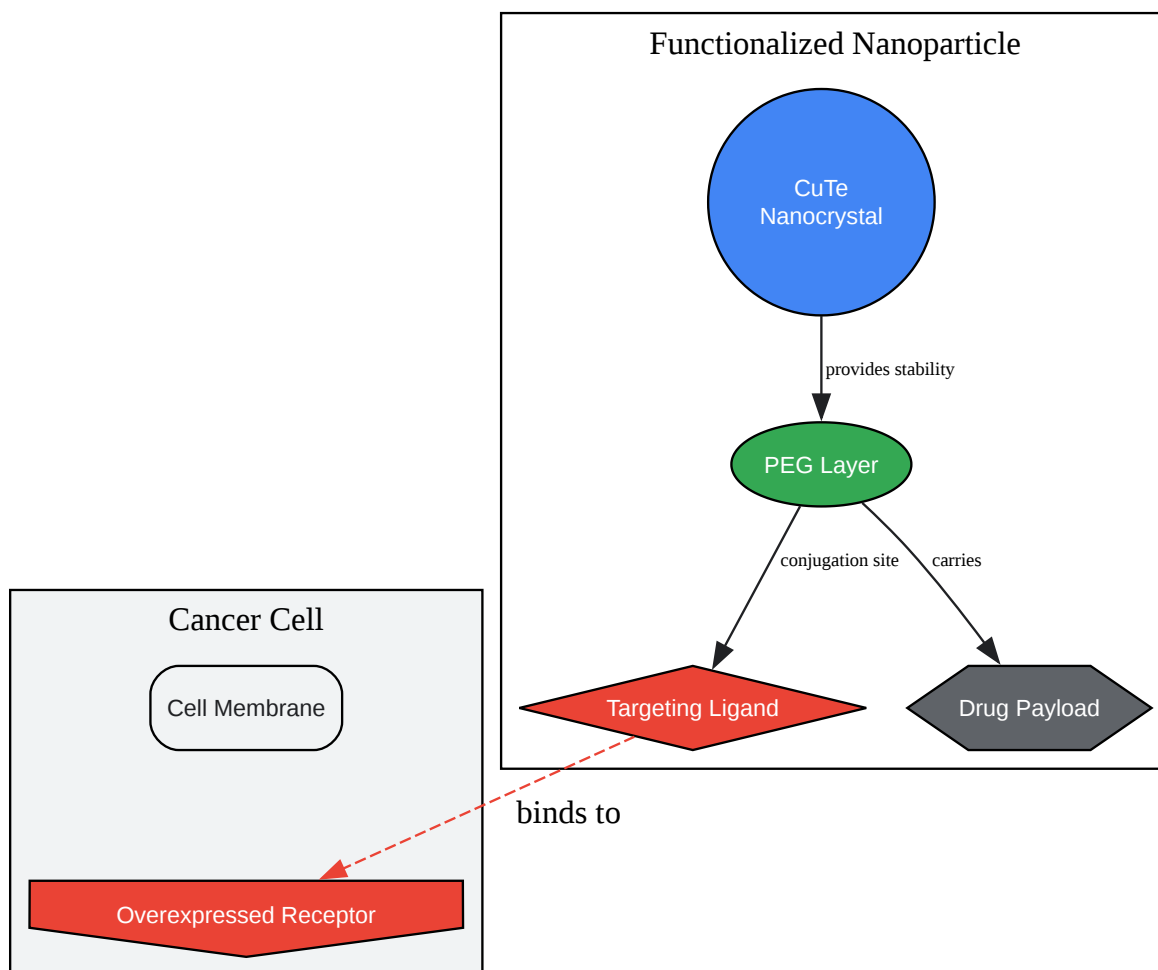 Functionalized Nanoparticle
CuTe
Nanocrystal
provides stability
PEG Layer
conjugation site
carries
Cancer Cell
Cell Membrane
Targeting Ligand
Drug Payload
binds to
Overexpressed Receptor